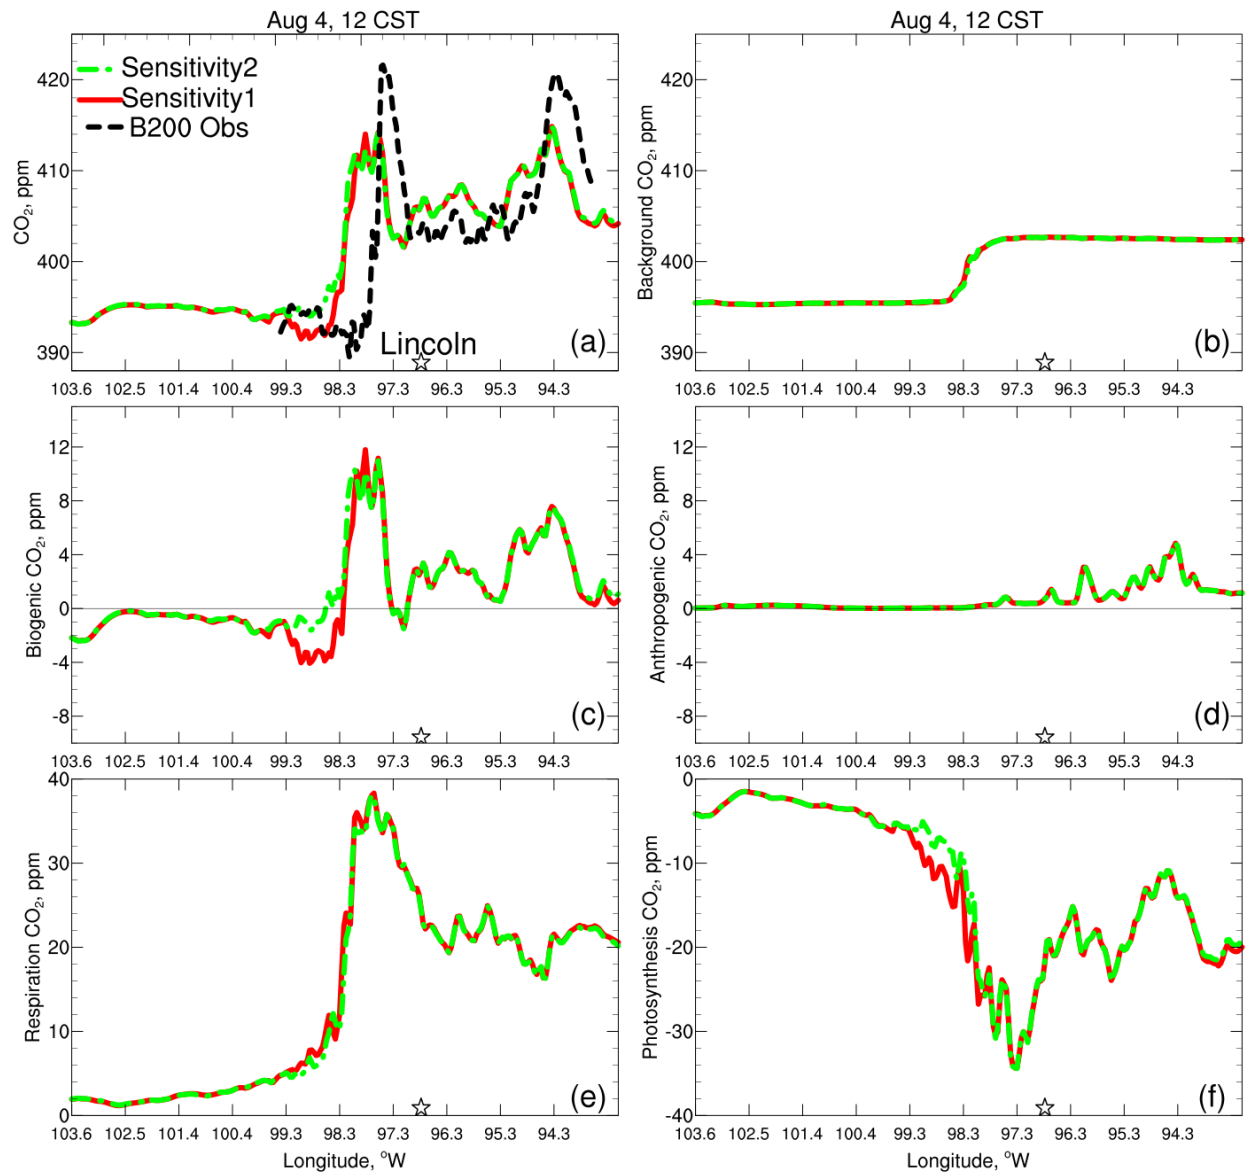 Aug 4, 12 CST
Aug 4, 12 CST
Sensitivity2
Sensitivity1
B200 Obs
CO2, ppm
420
410
400
390
Lincoln
(a)
103.6 102.5 101.4 100.4 99.3 98.3 97.3 96.3 95.3 94.3
Background CO2, ppm
420
410
400
390
(b)
103.6 102.5 101.4 100.4 99.3 98.3 97.3 96.3 95.3 94.3
Biogenic CO2, ppm
12
8
4
0
-4
-8
(c)
103.6 102.5 101.4 100.4 99.3 98.3 97.3 96.3 95.3 94.3
Anthropogenic CO2, ppm
12
8
4
0
-4
-8
(d)
103.6 102.5 101.4 100.4 99.3 98.3 97.3 96.3 95.3 94.3
Respiration CO2, ppm
40
30
20
10
0
(e)
103.6 102.5 101.4 100.4 99.3 98.3 97.3 96.3 95.3 94.3
Longitude, °W
Photosynthesis CO2, ppm
0
-10
-20
-30
-40
(f)
103.6 102.5 101.4 100.4 99.3 98.3 97.3 96.3 95.3 94.3
Longitude, °W